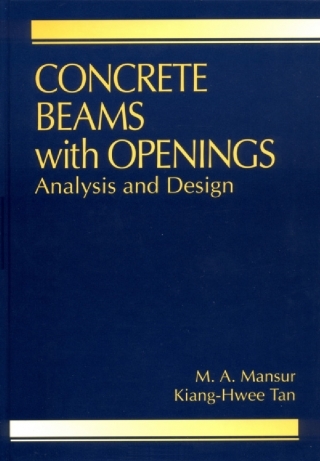 CONCRETE
BEAMS
with OPENINGS
Analysis and Design
M. A. Mansur
Kiang-Hwee Tan